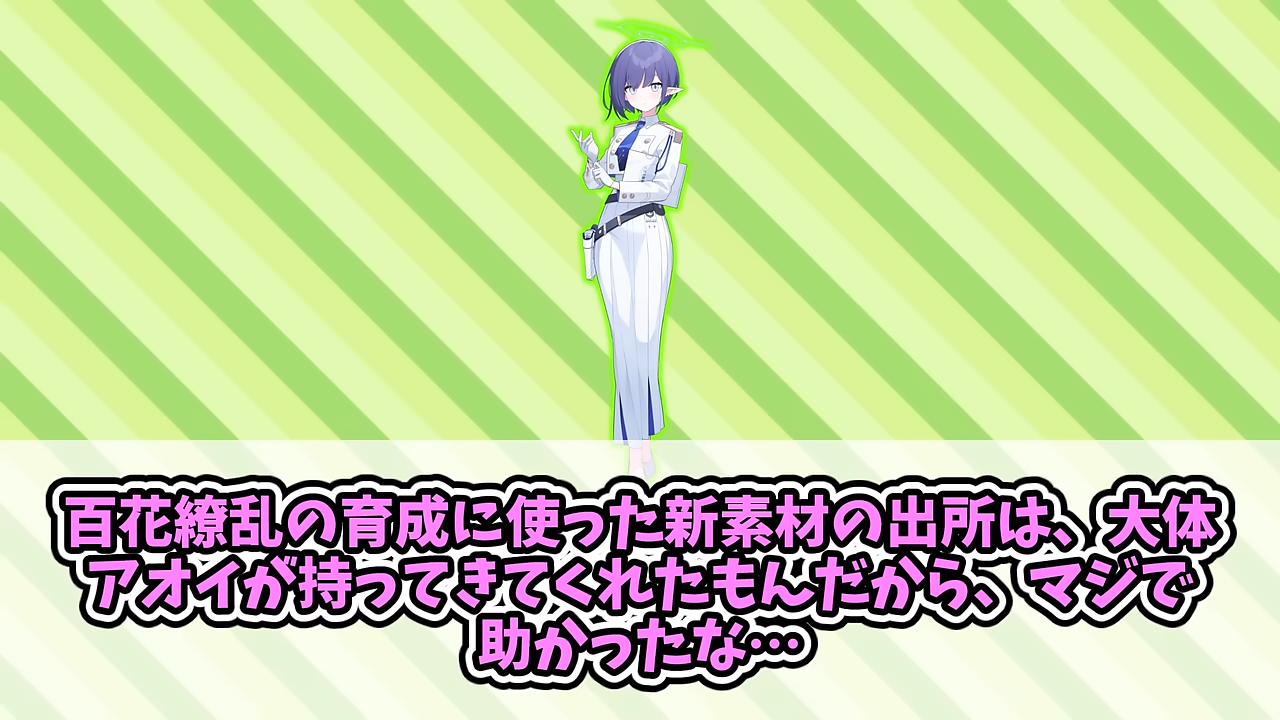 百花繚乱の育成に使った新素材の出所は、大体
アオイが持ってきてくれたもんだから、マジで
助かったな…